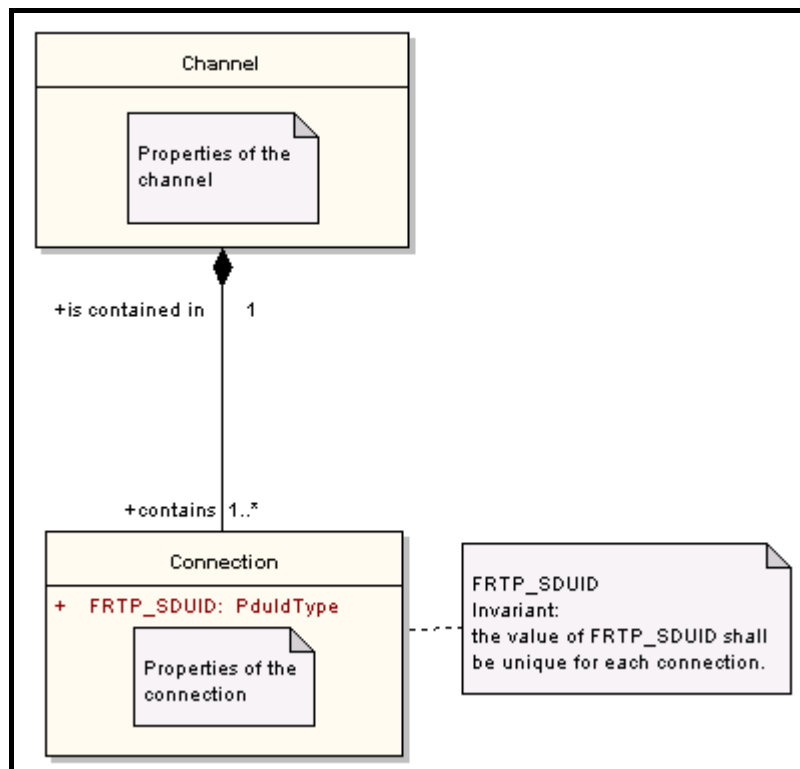 Channel
Properties of the
channel
+is contained in 1
+contains 1..*
Connection
+ FRTP_SDUID: PduIdType
Properties of the
connection
FRTP_SDUID
Invariant:
the value of FRTP_SDUID shall
be unique for each connection.